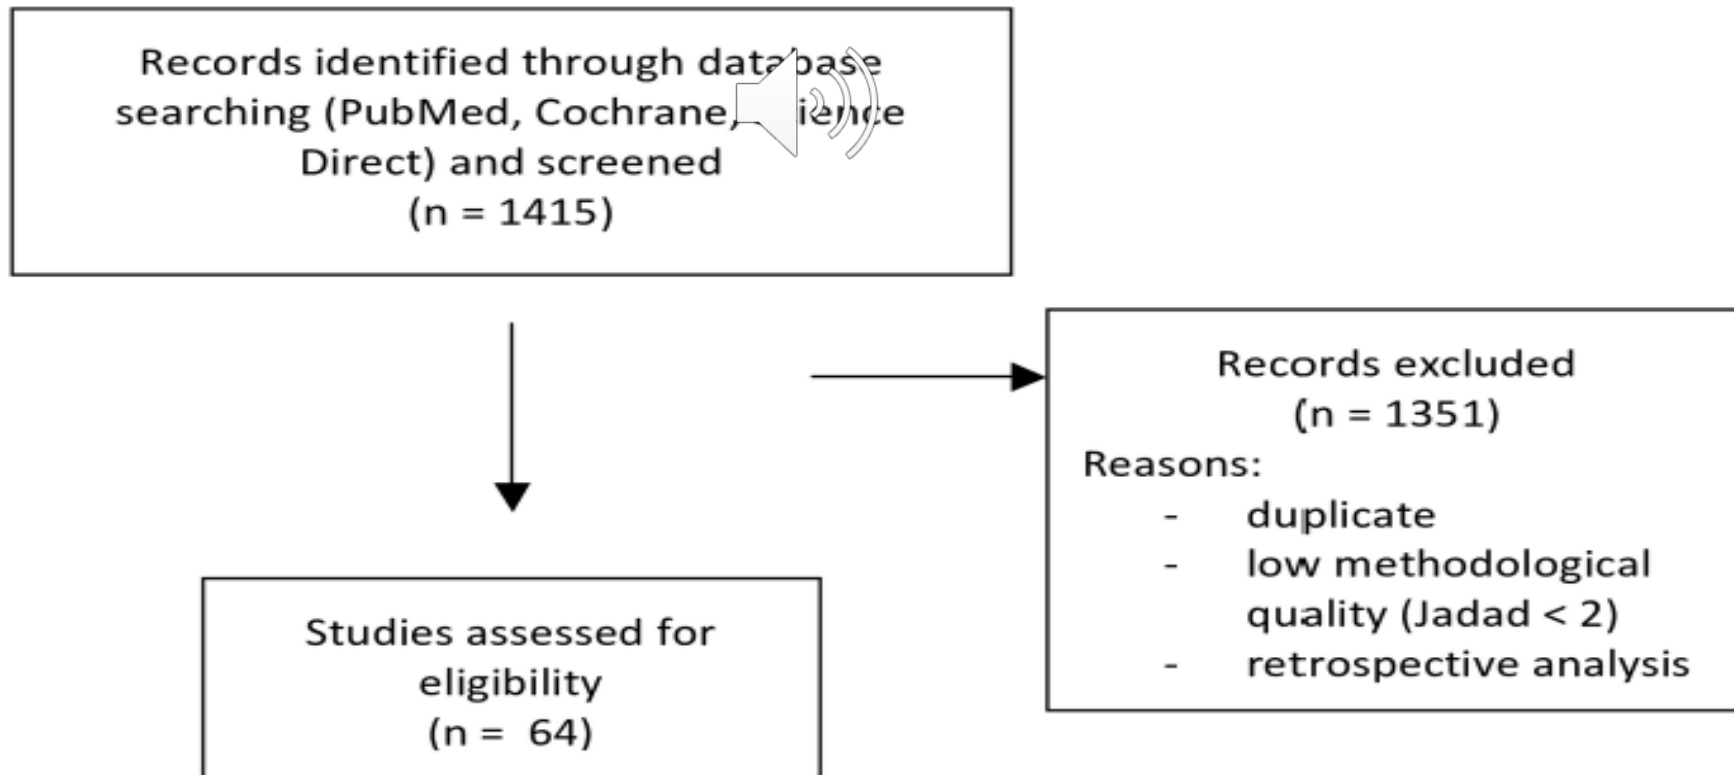 Records identified through database
searching (PubMed, Cochrane, Science
Direct) and screened
(n = 1415)
Records excluded
(n = 1351)
Reasons:
- duplicate
- low methodological
quality (Jadad < 2)
- retrospective analysis
Studies assessed for
eligibility
(n = 64)